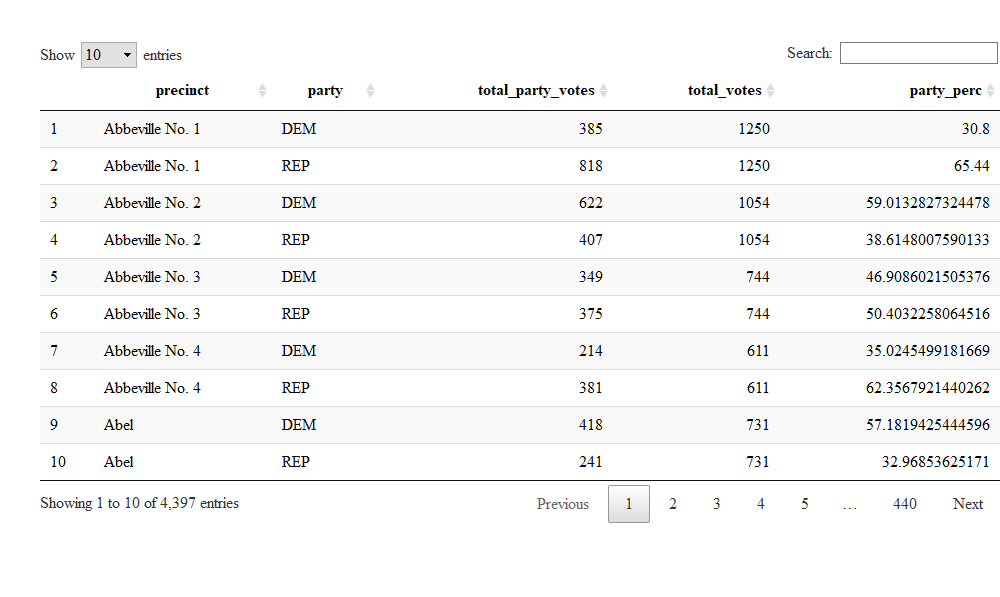 Show 10 entries Search:
precinct party total_party_votes total_votes party_perc
1 Abbeville No. 1 DEM 385 1250 30.8
2 Abbeville No. 1 REP 818 1250 65.44
3 Abbeville No. 2 DEM 622 1054 59.0132827324478
4 Abbeville No. 2 REP 407 1054 38.6148007590133
5 Abbeville No. 3 DEM 349 744 46.9086021505376
6 Abbeville No. 3 REP 375 744 50.4032258064516
7 Abbeville No. 4 DEM 214 611 35.0245499181669
8 Abbeville No. 4 REP 381 611 62.3567921440262
9 Abel DEM 418 731 57.1819425444596
10 Abel REP 241 731 32.96853625171
Showing 1 to 10 of 4,397 entries Previous 1 2 3 4 5 … 440 Next